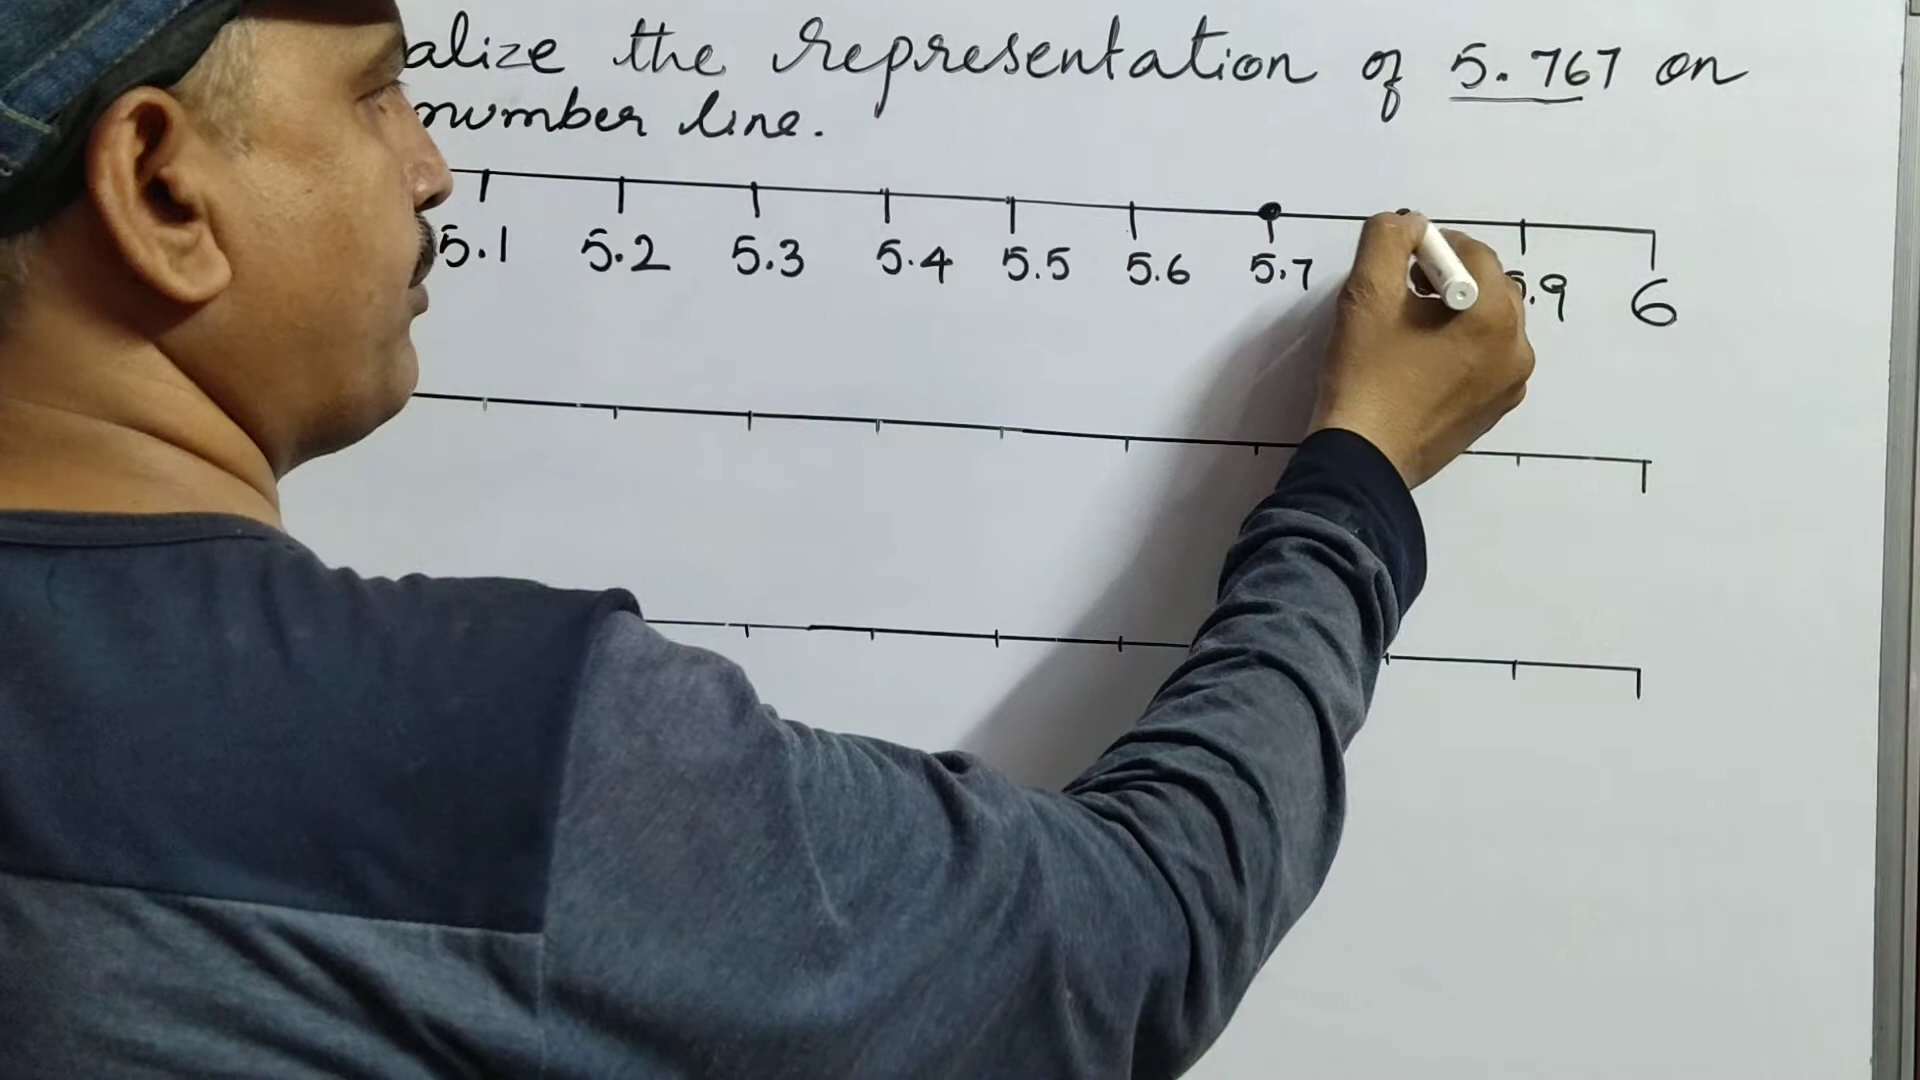 alize the representation of 5.767 on
number line.
5.1 5.2 5.3 5.4 5.5 5.6 5.7 .9 6